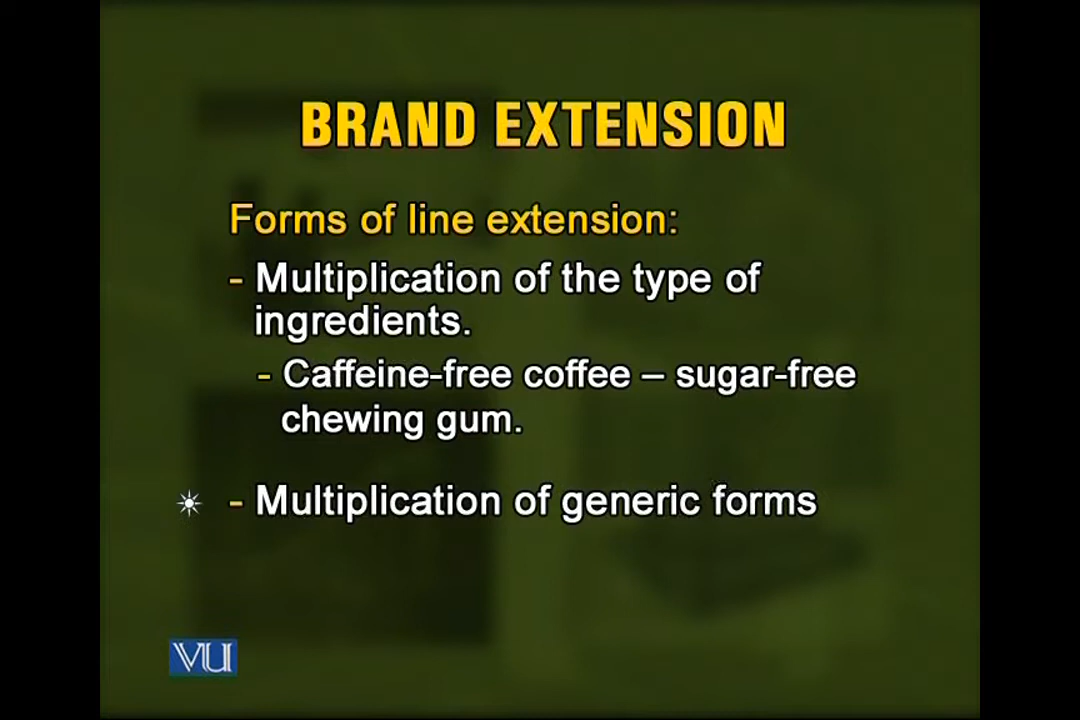 BRAND EXTENSION
Forms of line extension:
- Multiplication of the type of
ingredients.
- Caffeine-free coffee – sugar-free
chewing gum.
- Multiplication of generic forms
VU